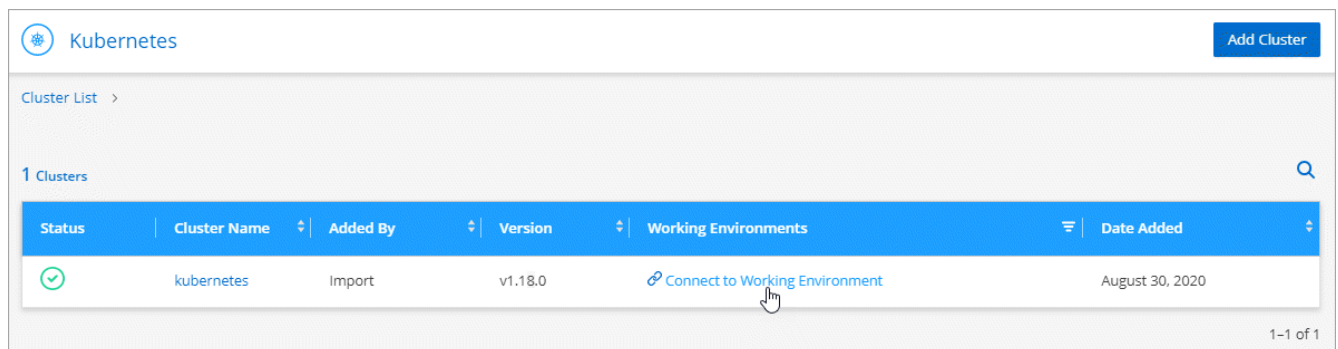 Kubernetes
Add Cluster
Cluster List >
1 Clusters
Status Cluster Name Added By Version Working Environments Date Added
kubernetes Import v1.18.0 Connect to Working Environment August 30, 2020
1–1 of 1